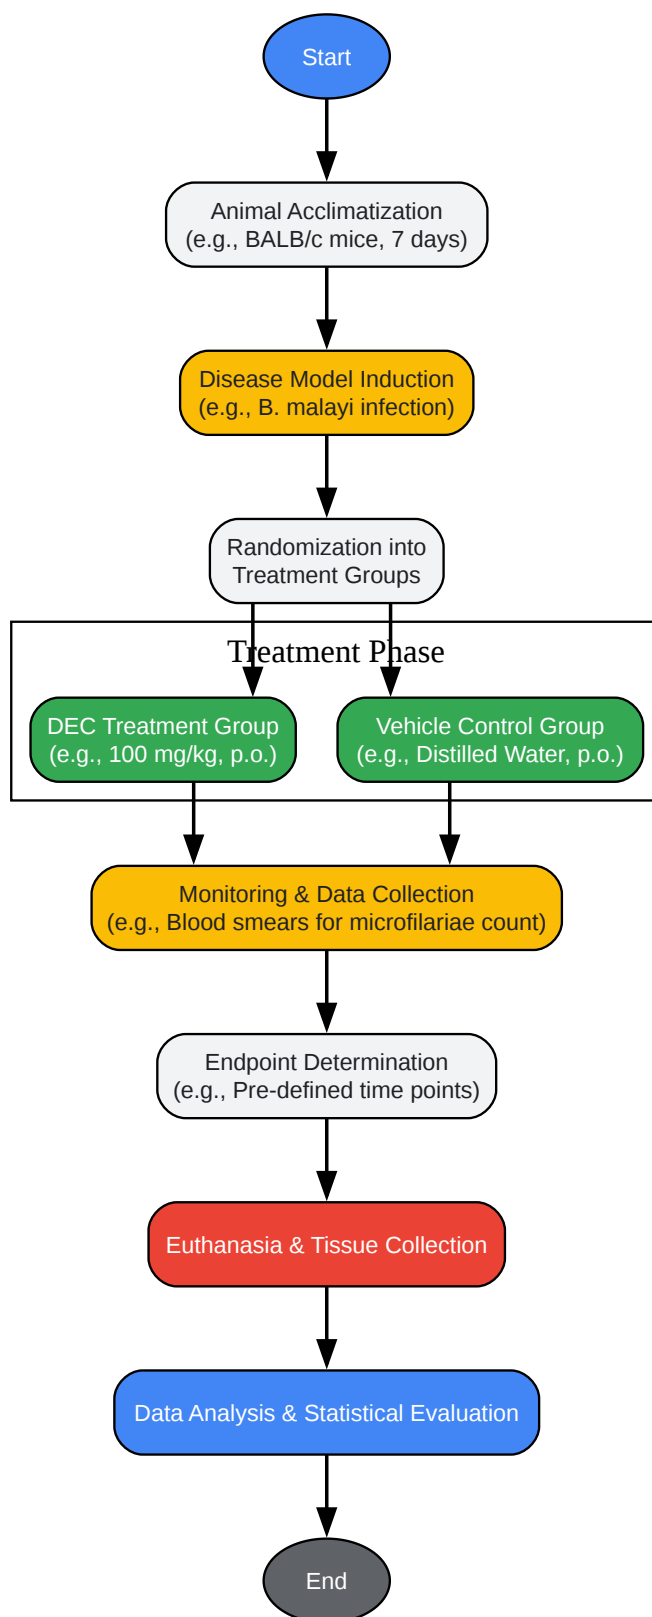 Start
Animal Acclimatization
(e.g., BALB/c mice, 7 days)
Disease Model Induction
(e.g., B. malayi infection)
Randomization into
Treatment Groups
Treatment Phase
DEC Treatment Group
(e.g., 100 mg/kg, p.o.)
Vehicle Control Group
(e.g., Distilled Water, p.o.)
Monitoring & Data Collection
(e.g., Blood smears for microfilariae count)
Endpoint Determination
(e.g., Pre-defined time points)
Euthanasia & Tissue Collection
Data Analysis & Statistical Evaluation
End